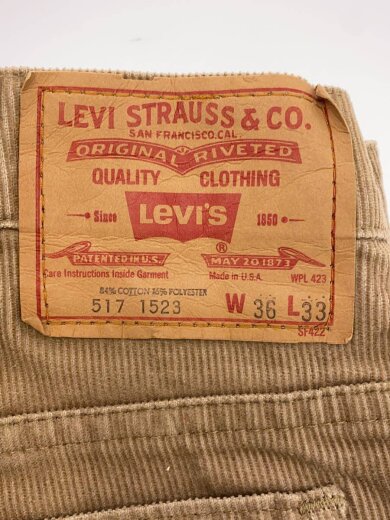 LEVI STRAUSS & CO.
SAN FRANCISCO,CAL.
ORIGINAL RIVETED
QUALITY CLOTHING
Since LEVI'S 1850
®
PATENTED IN U.S. MAY 20 1873
Care Instructions Inside Garment Made in U.S.A. WPL 423
84% COTTON 16% POLYESTER
517 1523 W 36 L 33
SF422